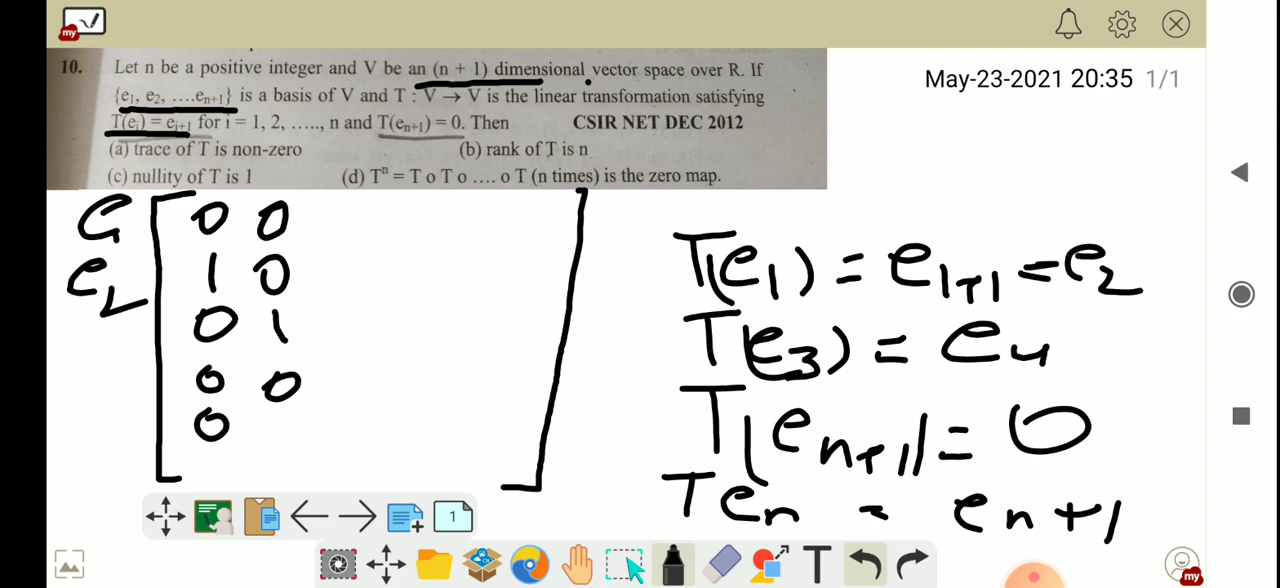 my
10. Let n be a positive integer and V be an (n + 1) dimensional vector space over R. If
{e1, e2, ....en+1} is a basis of V and T : V → V is the linear transformation satisfying
T(ei) = ei+1 for i = 1, 2, ....., n and T(en+1) = 0. Then CSIR NET DEC 2012
(a) trace of T is non-zero (b) rank of T is n
(c) nullity of T is 1 (d) Tn = T o T o .... o T (n times) is the zero map.
May-23-2021 20:35 1/1
e1 0 0
e2 1 0
0 1
0 0
0
T(e1) = e1+1 = e2
T(e3) = e4
T(en+1) = 0
Ten = en+1
1
T
my